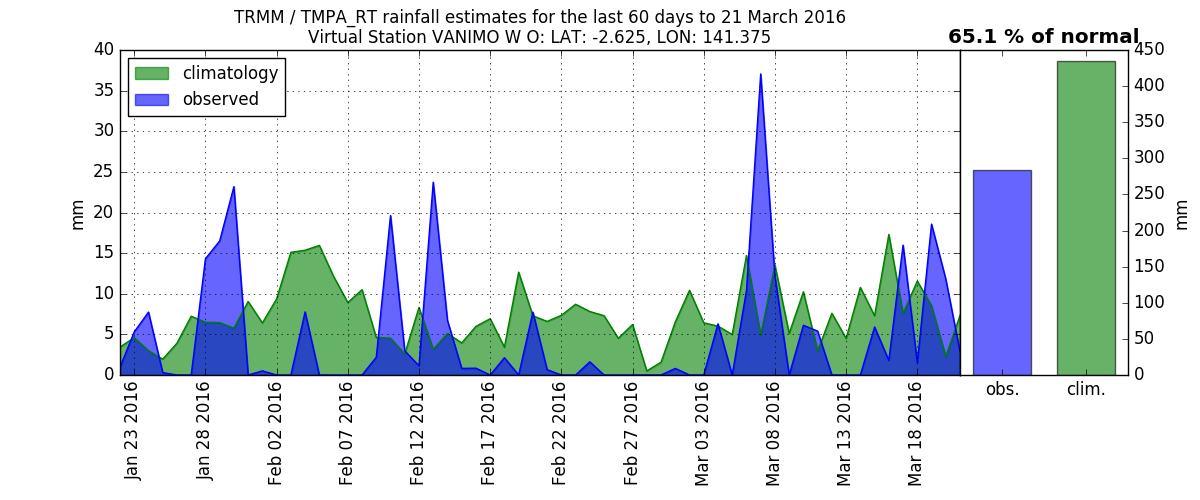 TRMM / TMPA_RT rainfall estimates for the last 60 days to 21 March 2016
Virtual Station VANIMO W O: LAT: -2.625, LON: 141.375
65.1 % of normal
climatology
observed
40
35
30
25
20
15
10
5
0
mm
450
400
350
300
250
200
150
100
50
0
mm
Jan 23 2016
Jan 28 2016
Feb 02 2016
Feb 07 2016
Feb 12 2016
Feb 17 2016
Feb 22 2016
Feb 27 2016
Mar 03 2016
Mar 08 2016
Mar 13 2016
Mar 18 2016
obs.
clim.